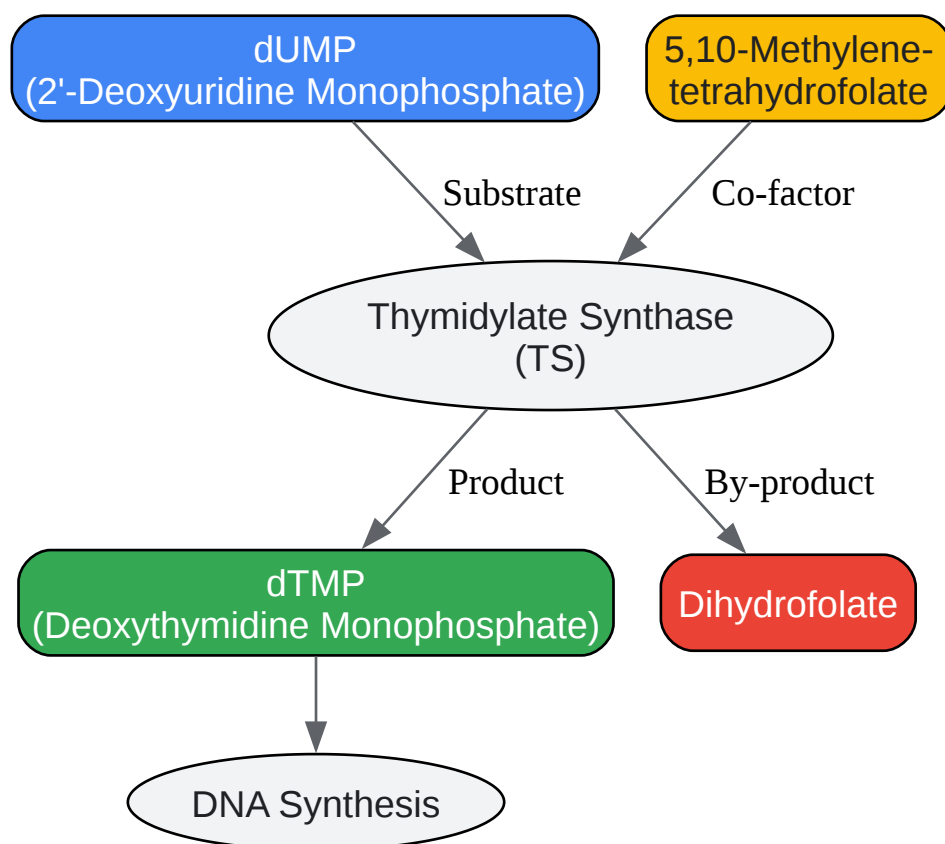 dUMP
(2'-Deoxyuridine Monophosphate)
5,10-Methylene-
tetrahydrofolate
Substrate
Co-factor
Thymidylate Synthase
(TS)
Product
By-product
dTMP
(Deoxythymidine Monophosphate)
Dihydrofolate
DNA Synthesis